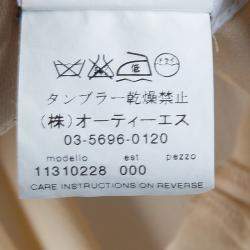 低
タンブラー乾燥禁止
(株)オーティーエス
03-5696-0120
modello est pezzo
11310228 000
CARE INSTRUCTIONS ON REVERSE